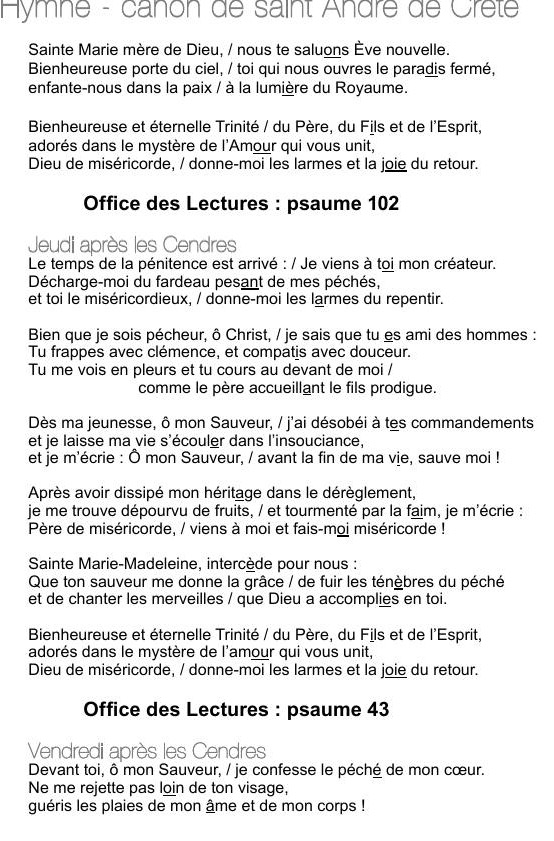 Hymne - canon de saint André de Crète
Sainte Marie mère de Dieu, / nous te saluons Ève nouvelle.
Bienheureuse porte du ciel, / toi qui nous ouvres le paradis fermé,
enfante-nous dans la paix / à la lumière du Royaume.
Bienheureuse et éternelle Trinité / du Père, du Fils et de l'Esprit,
adorés dans le mystère de l'Amour qui vous unit,
Dieu de miséricorde, / donne-moi les larmes et la joie du retour.
Office des Lectures : psaume 102
Jeudi après les Cendres
Le temps de la pénitence est arrivé : / Je viens à toi mon créateur.
Décharge-moi du fardeau pesant de mes péchés,
et toi le miséricordieux, / donne-moi les larmes du repentir.
Bien que je sois pécheur, ô Christ, / je sais que tu es ami des hommes :
Tu frappes avec clémence, et compatis avec douceur.
Tu me vois en pleurs et tu cours au devant de moi /
comme le père accueillant le fils prodigue.
Dès ma jeunesse, ô mon Sauveur, / j'ai désobéi à tes commandements
et je laisse ma vie s'écouler dans l'insouciance,
et je m'écrie : Ô mon Sauveur, / avant la fin de ma vie, sauve moi !
Après avoir dissipé mon héritage dans le dérèglement,
je me trouve dépourvu de fruits, / et tourmenté par la faim, je m'écrie :
Père de miséricorde, / viens à moi et fais-moi miséricorde !
Sainte Marie-Madeleine, intercède pour nous :
Que ton sauveur me donne la grâce / de fuir les ténèbres du péché
et de chanter les merveilles / que Dieu a accomplies en toi.
Bienheureuse et éternelle Trinité / du Père, du Fils et de l'Esprit,
adorés dans le mystère de l'amour qui vous unit,
Dieu de miséricorde, / donne-moi les larmes et la joie du retour.
Office des Lectures : psaume 43
Vendredi après les Cendres
Devant toi, ô mon Sauveur, / je confesse le péché de mon cœur.
Ne me rejette pas loin de ton visage,
guéris les plaies de mon âme et de mon corps !